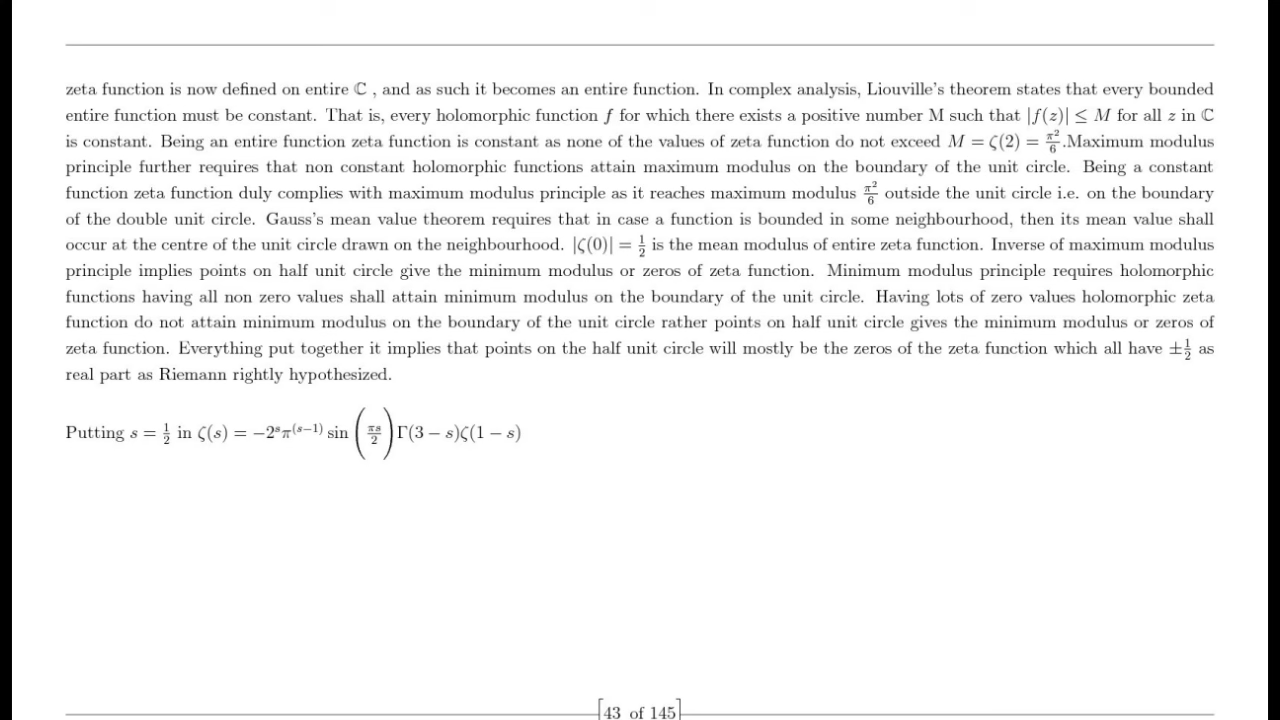 zeta function is now defined on entire ℂ , and as such it becomes an entire function. In complex analysis, Liouville's theorem states that every bounded
entire function must be constant. That is, every holomorphic function f for which there exists a positive number M such that |f(z)| ≤ M for all z in ℂ
is constant. Being an entire function zeta function is constant as none of the values of zeta function do not exceed M = ζ(2) = π²/6.Maximum modulus
principle further requires that non constant holomorphic functions attain maximum modulus on the boundary of the unit circle. Being a constant
function zeta function duly complies with maximum modulus principle as it reaches maximum modulus π²/6 outside the unit circle i.e. on the boundary
of the double unit circle. Gauss's mean value theorem requires that in case a function is bounded in some neighbourhood, then its mean value shall
occur at the centre of the unit circle drawn on the neighbourhood. |ζ(0)| = 1/2 is the mean modulus of entire zeta function. Inverse of maximum modulus
principle implies points on half unit circle give the minimum modulus or zeros of zeta function. Minimum modulus principle requires holomorphic
functions having all non zero values shall attain minimum modulus on the boundary of the unit circle. Having lots of zero values holomorphic zeta
function do not attain minimum modulus on the boundary of the unit circle rather points on half unit circle gives the minimum modulus or zeros of
zeta function. Everything put together it implies that points on the half unit circle will mostly be the zeros of the zeta function which all have ±1/2 as
real part as Riemann rightly hypothesized.
Putting s = 1/2 in ζ(s) = −2ˢπ⁽ˢ⁻¹⁾ sin(πs/2)Γ(3 − s)ζ(1 − s)
[43 of 145]